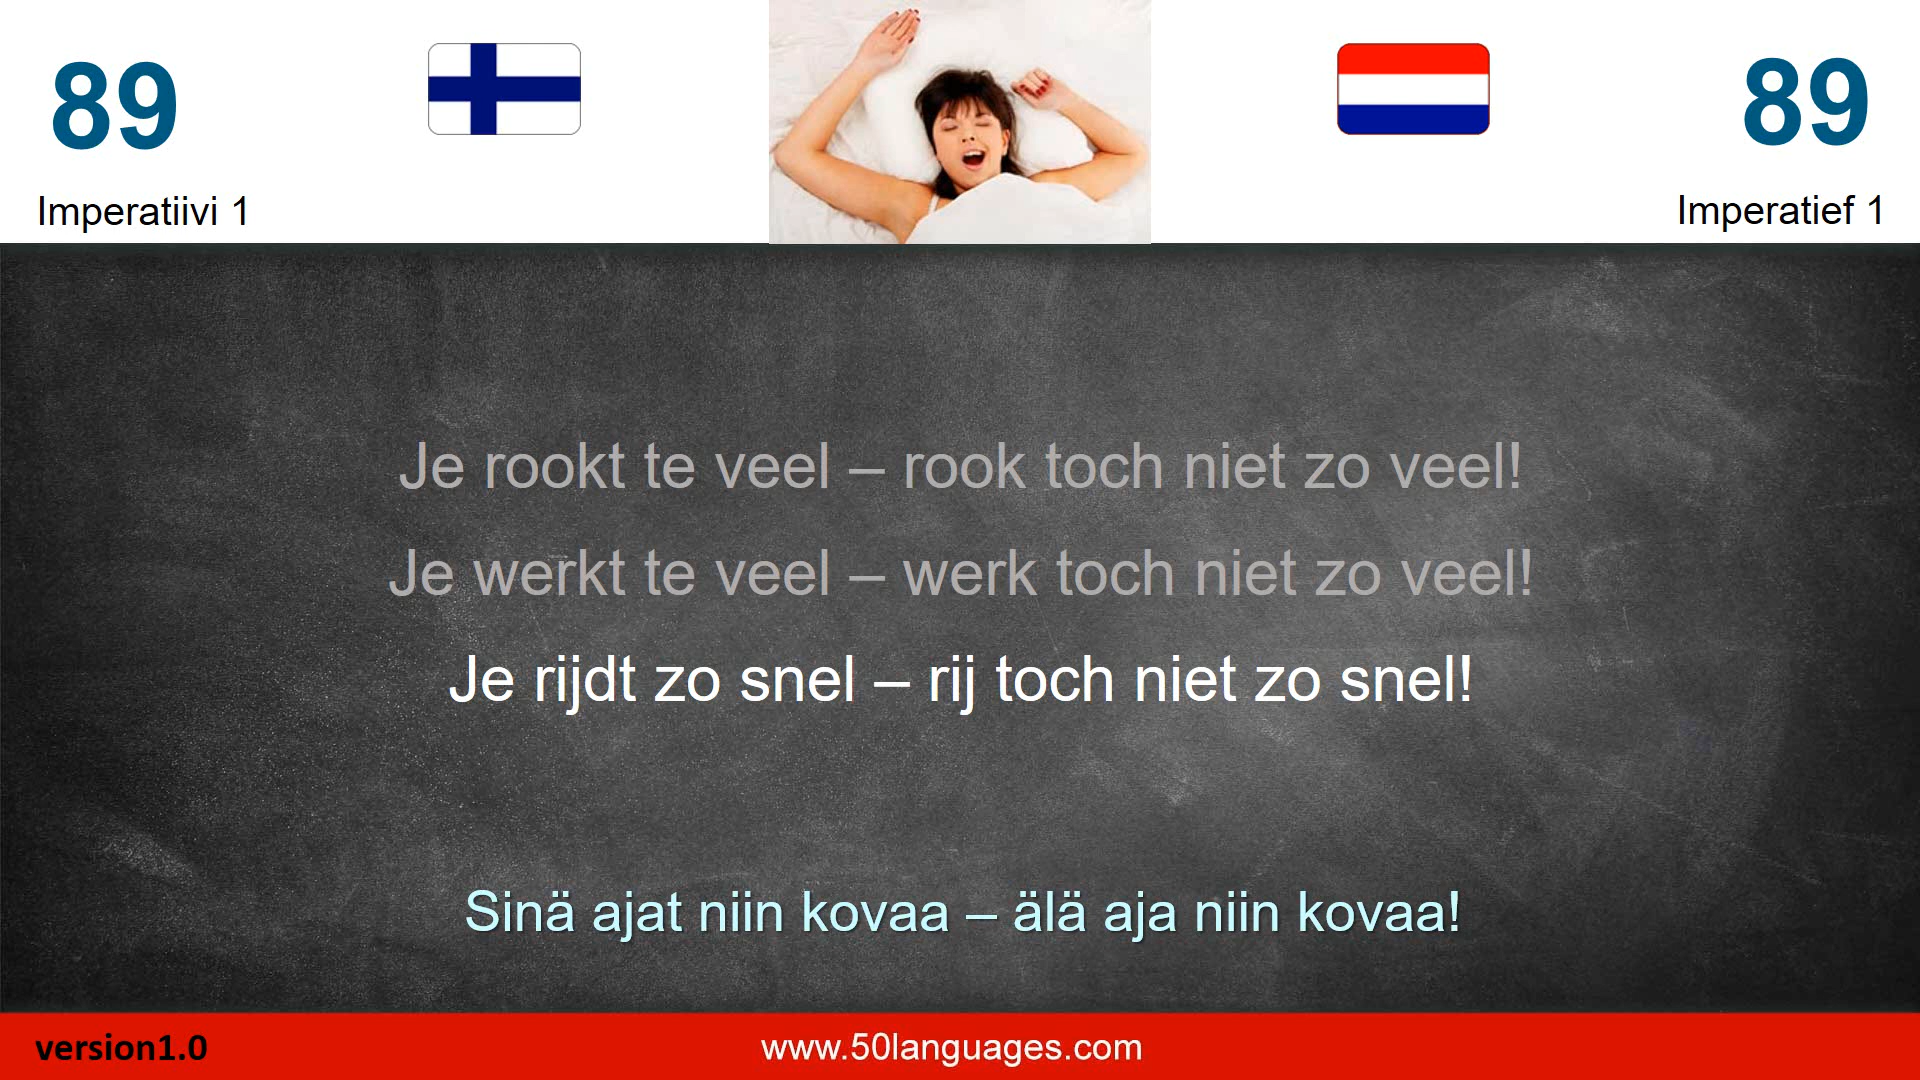 89
89
Imperatiivi 1
Imperatief 1
Je rookt te veel – rook toch niet zo veel!
Je werkt te veel – werk toch niet zo veel!
Je rijdt zo snel – rij toch niet zo snel!
Sinä ajat niin kovaa – älä aja niin kovaa!
version1.0
www.50languages.com